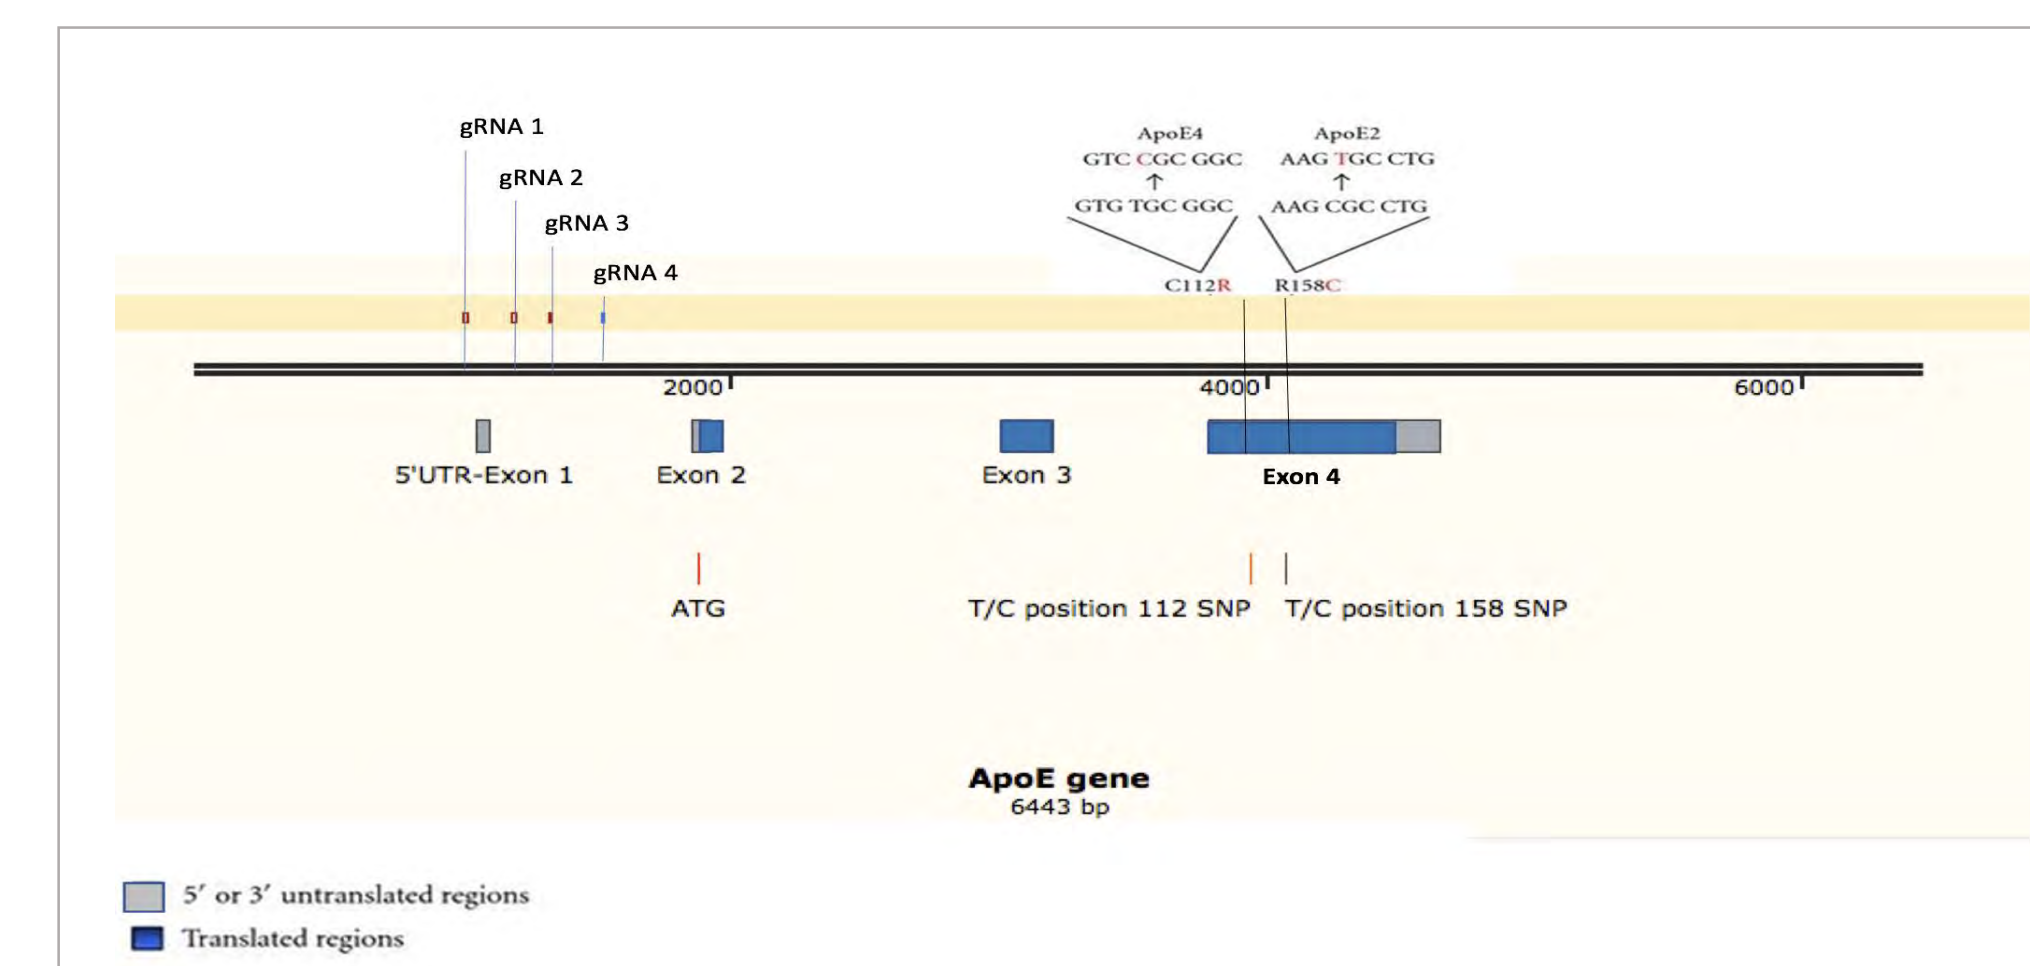 gRNA 1
gRNA 2
gRNA 3
gRNA 4
ApoE4
GTC CGC GGC
GTG TGC GGC
C112R
ApoE2
AAG TGC CTG
AAG CGC CTG
R158C
2000
4000
6000
5'UTR-Exon 1
Exon 2
Exon 3
Exon 4
ATG
T/C position 112 SNP
T/C position 158 SNP
ApoE gene
6443 bp
5′ or 3′ untranslated regions
Translated regions